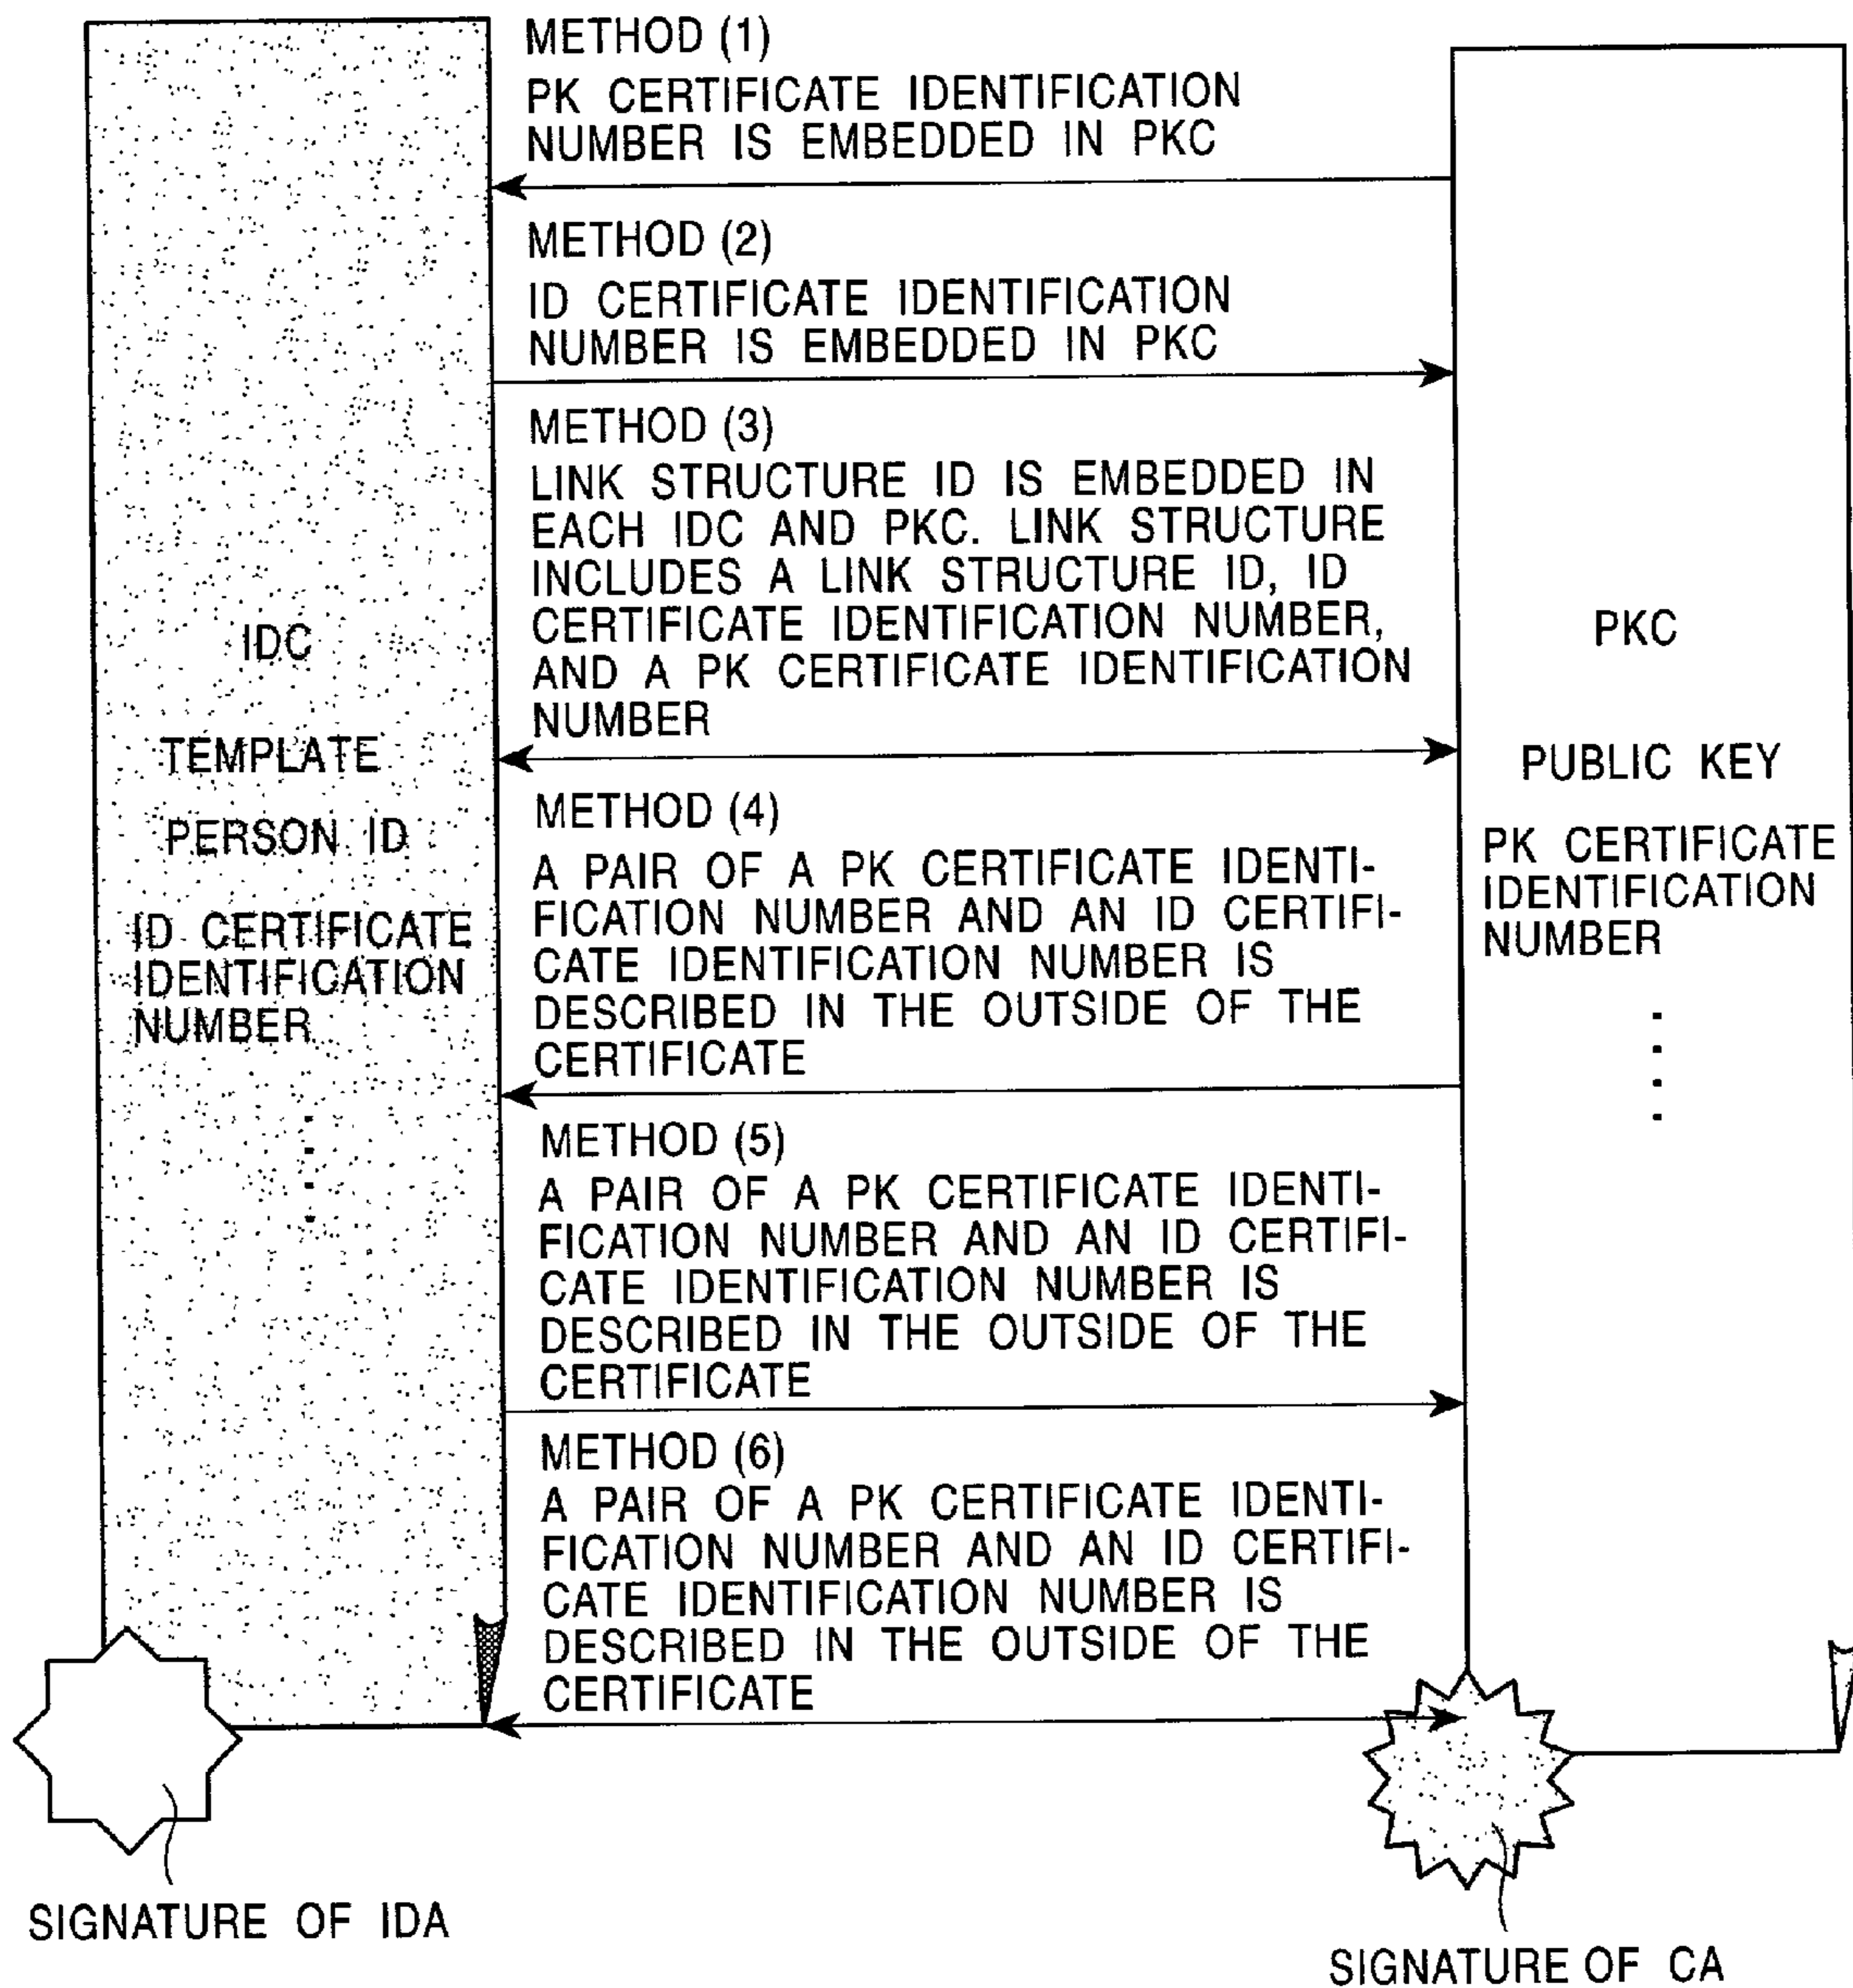 METHOD (1)
PK CERTIFICATE IDENTIFICATION
NUMBER IS EMBEDDED IN PKC
METHOD (2)
ID CERTIFICATE IDENTIFICATION
NUMBER IS EMBEDDED IN PKC
METHOD (3)
LINK STRUCTURE ID IS EMBEDDED IN
EACH IDC AND PKC. LINK STRUCTURE
INCLUDES A LINK STRUCTURE ID, ID
CERTIFICATE IDENTIFICATION NUMBER,
AND A PK CERTIFICATE IDENTIFICATION
NUMBER
METHOD (4)
A PAIR OF A PK CERTIFICATE IDENTI-
FICATION NUMBER AND AN ID CERTIFI-
CATE IDENTIFICATION NUMBER IS
DESCRIBED IN THE OUTSIDE OF THE
CERTIFICATE
METHOD (5)
A PAIR OF A PK CERTIFICATE IDENTI-
FICATION NUMBER AND AN ID CERTIFI-
CATE IDENTIFICATION NUMBER IS
DESCRIBED IN THE OUTSIDE OF THE
CERTIFICATE
METHOD (6)
A PAIR OF A PK CERTIFICATE IDENTI-
FICATION NUMBER AND AN ID CERTIFI-
CATE IDENTIFICATION NUMBER IS
DESCRIBED IN THE OUTSIDE OF THE
CERTIFICATE
IDC
TEMPLATE
PERSON ID
ID CERTIFICATE
IDENTIFICATION
NUMBER
PKC
PUBLIC KEY
PK CERTIFICATE
IDENTIFICATION
NUMBER
SIGNATURE OF IDA
SIGNATURE OF CA